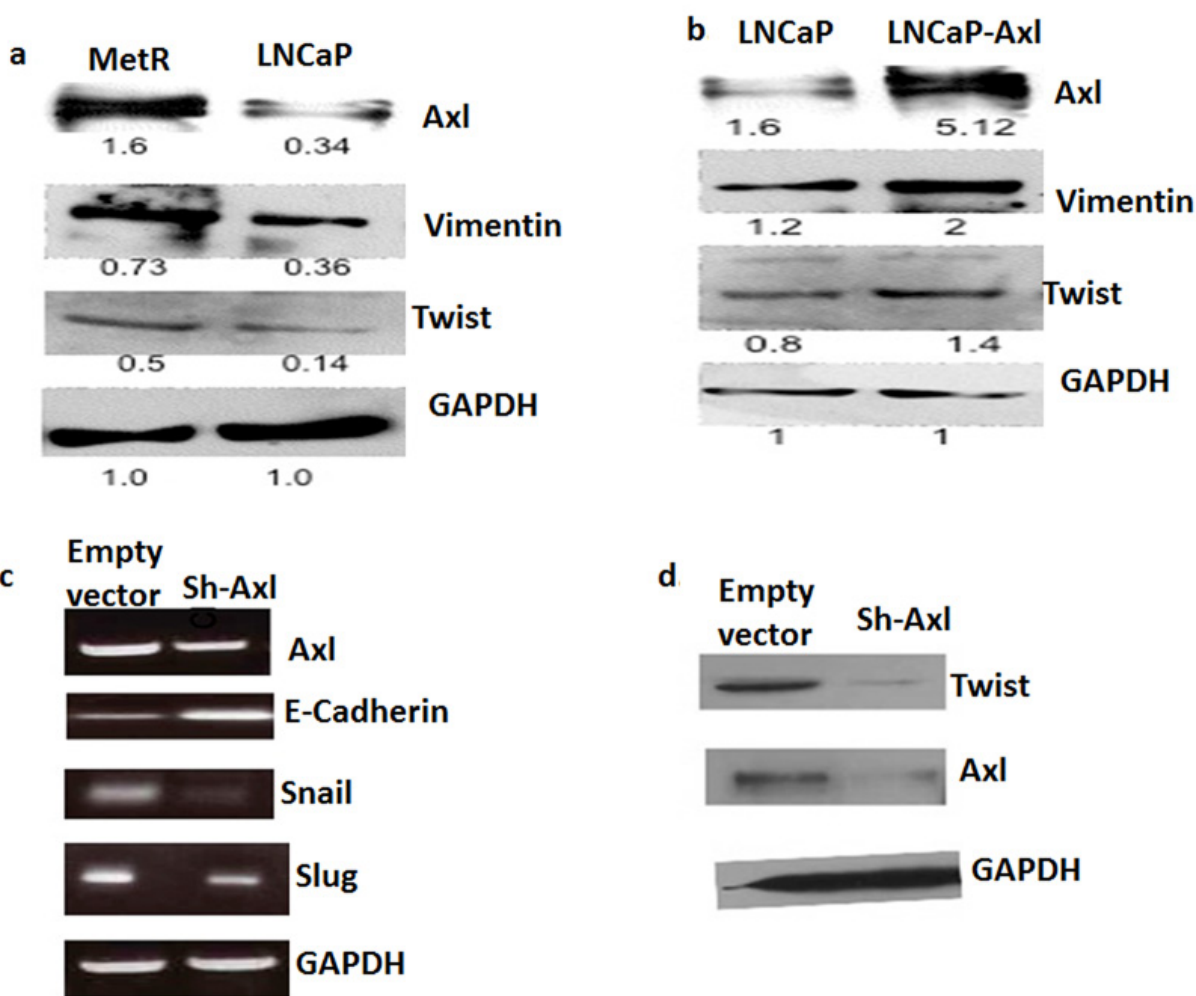 a
MetR LNCaP
Axl
1.6 0.34
Vimentin
0.73 0.36
Twist
0.5 0.14
GAPDH
1.0 1.0
b
LNCaP LNCaP-Axl
Axl
1.6 5.12
Vimentin
1.2 2
Twist
0.8 1.4
GAPDH
1 1
c
Empty
vector Sh-Axl
Axl
E-Cadherin
Snail
Slug
GAPDH
d.
Empty
vector Sh-Axl
Twist
Axl
GAPDH